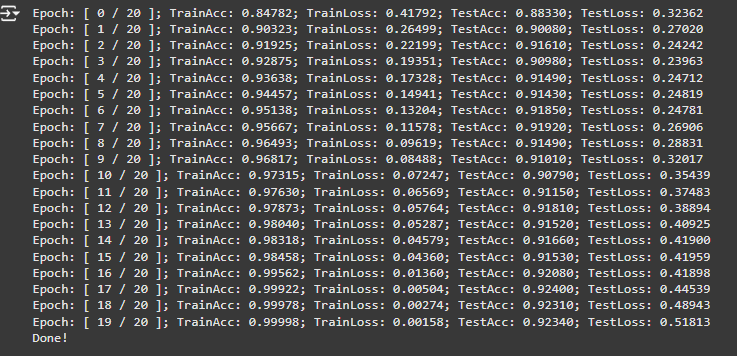 Epoch: [ 0 / 20 ]; TrainAcc: 0.84782; TrainLoss: 0.41792; TestAcc: 0.88330; TestLoss: 0.32362
Epoch: [ 1 / 20 ]; TrainAcc: 0.90323; TrainLoss: 0.26499; TestAcc: 0.90080; TestLoss: 0.27020
Epoch: [ 2 / 20 ]; TrainAcc: 0.91925; TrainLoss: 0.22199; TestAcc: 0.91610; TestLoss: 0.24242
Epoch: [ 3 / 20 ]; TrainAcc: 0.92875; TrainLoss: 0.19351; TestAcc: 0.90980; TestLoss: 0.23963
Epoch: [ 4 / 20 ]; TrainAcc: 0.93638; TrainLoss: 0.17328; TestAcc: 0.91490; TestLoss: 0.24712
Epoch: [ 5 / 20 ]; TrainAcc: 0.94457; TrainLoss: 0.14941; TestAcc: 0.91430; TestLoss: 0.24819
Epoch: [ 6 / 20 ]; TrainAcc: 0.95138; TrainLoss: 0.13204; TestAcc: 0.91850; TestLoss: 0.24781
Epoch: [ 7 / 20 ]; TrainAcc: 0.95667; TrainLoss: 0.11578; TestAcc: 0.91920; TestLoss: 0.26906
Epoch: [ 8 / 20 ]; TrainAcc: 0.96493; TrainLoss: 0.09619; TestAcc: 0.91490; TestLoss: 0.28831
Epoch: [ 9 / 20 ]; TrainAcc: 0.96817; TrainLoss: 0.08488; TestAcc: 0.91010; TestLoss: 0.32017
Epoch: [ 10 / 20 ]; TrainAcc: 0.97315; TrainLoss: 0.07247; TestAcc: 0.90790; TestLoss: 0.35439
Epoch: [ 11 / 20 ]; TrainAcc: 0.97630; TrainLoss: 0.06569; TestAcc: 0.91150; TestLoss: 0.37483
Epoch: [ 12 / 20 ]; TrainAcc: 0.97873; TrainLoss: 0.05764; TestAcc: 0.91810; TestLoss: 0.38894
Epoch: [ 13 / 20 ]; TrainAcc: 0.98040; TrainLoss: 0.05287; TestAcc: 0.91520; TestLoss: 0.40925
Epoch: [ 14 / 20 ]; TrainAcc: 0.98318; TrainLoss: 0.04579; TestAcc: 0.91660; TestLoss: 0.41900
Epoch: [ 15 / 20 ]; TrainAcc: 0.98458; TrainLoss: 0.04360; TestAcc: 0.91530; TestLoss: 0.41959
Epoch: [ 16 / 20 ]; TrainAcc: 0.99562; TrainLoss: 0.01360; TestAcc: 0.92080; TestLoss: 0.41898
Epoch: [ 17 / 20 ]; TrainAcc: 0.99922; TrainLoss: 0.00504; TestAcc: 0.92400; TestLoss: 0.44539
Epoch: [ 18 / 20 ]; TrainAcc: 0.99978; TrainLoss: 0.00274; TestAcc: 0.92310; TestLoss: 0.48943
Epoch: [ 19 / 20 ]; TrainAcc: 0.99998; TrainLoss: 0.00158; TestAcc: 0.92340; TestLoss: 0.51813
Done!